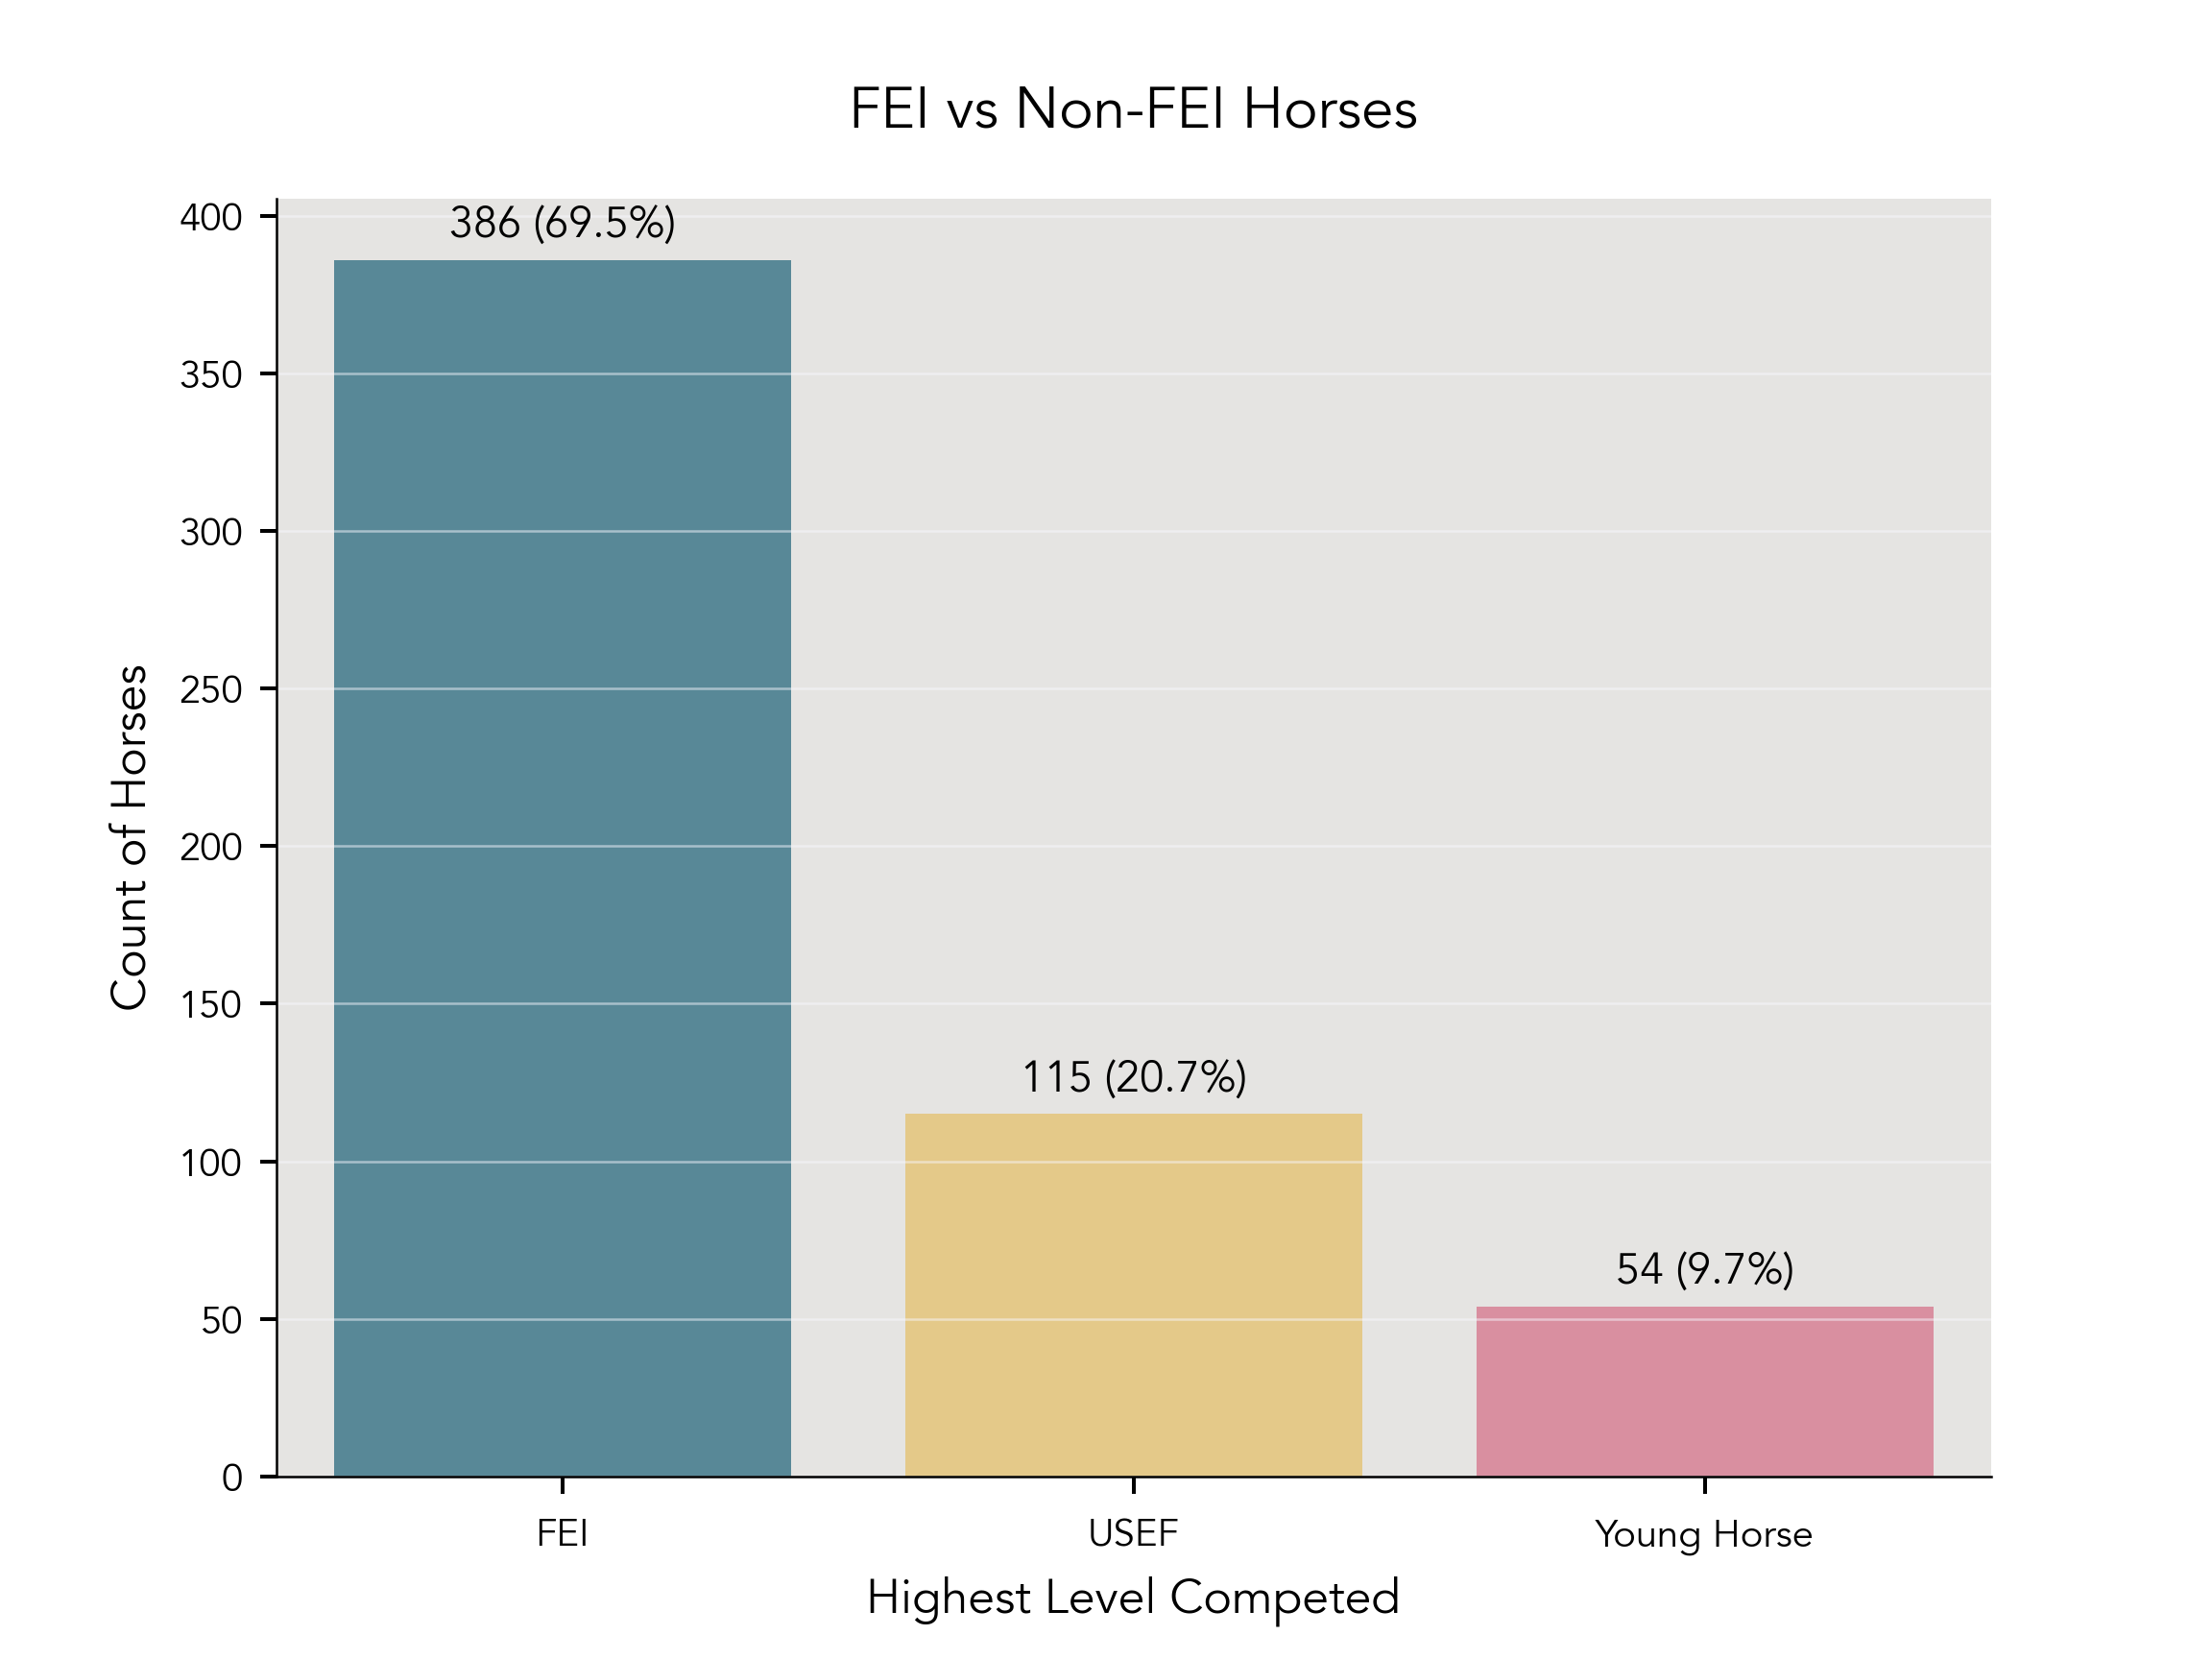 FEI vs Non-FEI Horses
400
386 (69.5%)
350
300
250
200
150
115 (20.7%)
100
54 (9.7%)
50
0
Count of Horses
FEI
USEF
Young Horse
Highest Level Competed